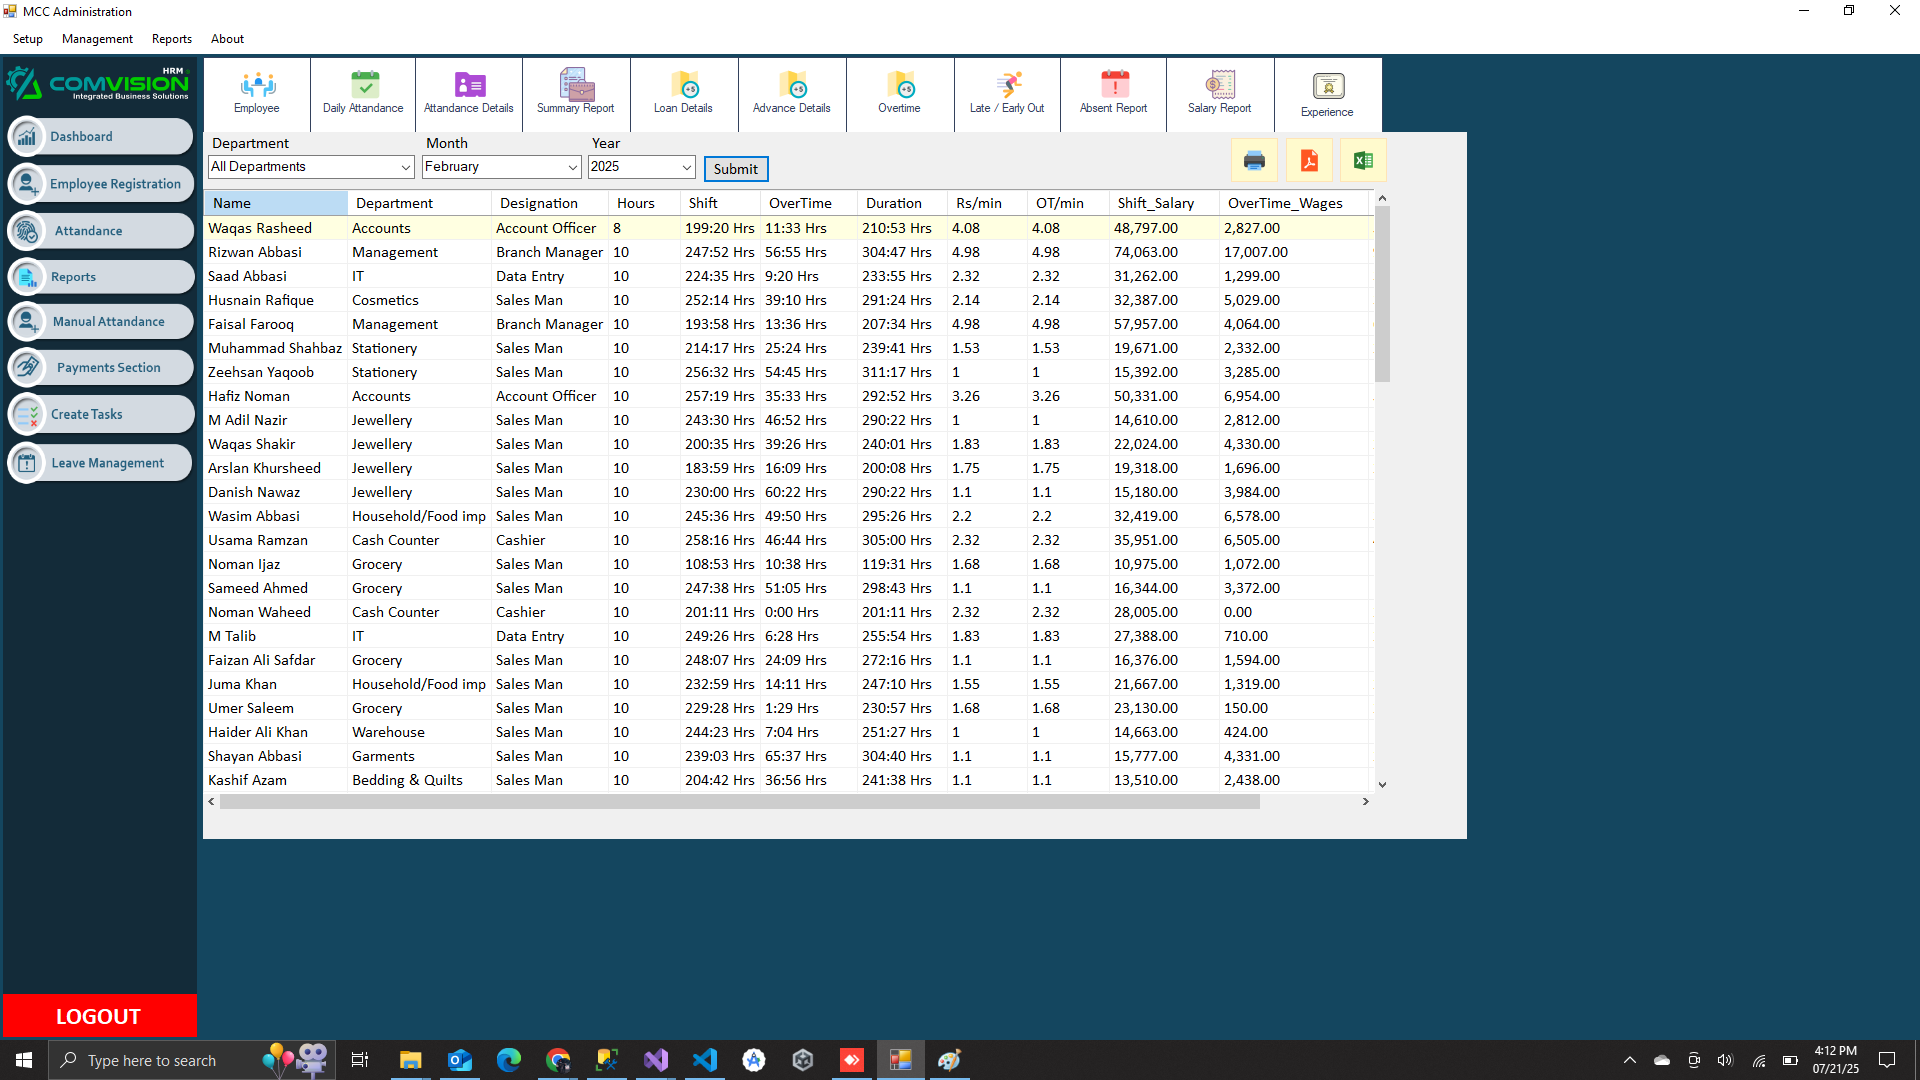 MCC Administration
Setup Management Reports About
HRM
COMVISION
Integrated Business Solutions
Employee Daily Attandance Attandance Details Summary Report Loan Details Advance Details Overtime Late / Early Out Absent Report Salary Report Experience
Dashboard
Employee Registration
Attandance
Reports
Manual Attandance
Payments Section
Create Tasks
Leave Management
LOGOUT
Department Month Year
All Departments February 2025 Submit
Name Department Designation Hours Shift OverTime Duration Rs/min OT/min Shift_Salary OverTime_Wages
Waqas Rasheed Accounts Account Officer 8 199:20 Hrs 11:33 Hrs 210:53 Hrs 4.08 4.08 48,797.00 2,827.00
Rizwan Abbasi Management Branch Manager 10 247:52 Hrs 56:55 Hrs 304:47 Hrs 4.98 4.98 74,063.00 17,007.00
Saad Abbasi IT Data Entry 10 224:35 Hrs 9:20 Hrs 233:55 Hrs 2.32 2.32 31,262.00 1,299.00
Husnain Rafique Cosmetics Sales Man 10 252:14 Hrs 39:10 Hrs 291:24 Hrs 2.14 2.14 32,387.00 5,029.00
Faisal Farooq Management Branch Manager 10 193:58 Hrs 13:36 Hrs 207:34 Hrs 4.98 4.98 57,957.00 4,064.00
Muhammad Shahbaz Stationery Sales Man 10 214:17 Hrs 25:24 Hrs 239:41 Hrs 1.53 1.53 19,671.00 2,332.00
Zeehsan Yaqoob Stationery Sales Man 10 256:32 Hrs 54:45 Hrs 311:17 Hrs 1 1 15,392.00 3,285.00
Hafiz Noman Accounts Account Officer 10 257:19 Hrs 35:33 Hrs 292:52 Hrs 3.26 3.26 50,331.00 6,954.00
M Adil Nazir Jewellery Sales Man 10 243:30 Hrs 46:52 Hrs 290:22 Hrs 1 1 14,610.00 2,812.00
Waqas Shakir Jewellery Sales Man 10 200:35 Hrs 39:26 Hrs 240:01 Hrs 1.83 1.83 22,024.00 4,330.00
Arslan Khursheed Jewellery Sales Man 10 183:59 Hrs 16:09 Hrs 200:08 Hrs 1.75 1.75 19,318.00 1,696.00
Danish Nawaz Jewellery Sales Man 10 230:00 Hrs 60:22 Hrs 290:22 Hrs 1.1 1.1 15,180.00 3,984.00
Wasim Abbasi Household/Food imp Sales Man 10 245:36 Hrs 49:50 Hrs 295:26 Hrs 2.2 2.2 32,419.00 6,578.00
Usama Ramzan Cash Counter Cashier 10 258:16 Hrs 46:44 Hrs 305:00 Hrs 2.32 2.32 35,951.00 6,505.00
Noman Ijaz Grocery Sales Man 10 108:53 Hrs 10:38 Hrs 119:31 Hrs 1.68 1.68 10,975.00 1,072.00
Sameed Ahmed Grocery Sales Man 10 247:38 Hrs 51:05 Hrs 298:43 Hrs 1.1 1.1 16,344.00 3,372.00
Noman Waheed Cash Counter Cashier 10 201:11 Hrs 0:00 Hrs 201:11 Hrs 2.32 2.32 28,005.00 0.00
M Talib IT Data Entry 10 249:26 Hrs 6:28 Hrs 255:54 Hrs 1.83 1.83 27,388.00 710.00
Faizan Ali Safdar Grocery Sales Man 10 248:07 Hrs 24:09 Hrs 272:16 Hrs 1.1 1.1 16,376.00 1,594.00
Juma Khan Household/Food imp Sales Man 10 232:59 Hrs 14:11 Hrs 247:10 Hrs 1.55 1.55 21,667.00 1,319.00
Umer Saleem Grocery Sales Man 10 229:28 Hrs 1:29 Hrs 230:57 Hrs 1.68 1.68 23,130.00 150.00
Haider Ali Khan Warehouse Sales Man 10 244:23 Hrs 7:04 Hrs 251:27 Hrs 1 1 14,663.00 424.00
Shayan Abbasi Garments Sales Man 10 239:03 Hrs 65:37 Hrs 304:40 Hrs 1.1 1.1 15,777.00 4,331.00
Kashif Azam Bedding & Quilts Sales Man 10 204:42 Hrs 36:56 Hrs 241:38 Hrs 1.1 1.1 13,510.00 2,438.00
Type here to search
4:12 PM
07/21/25